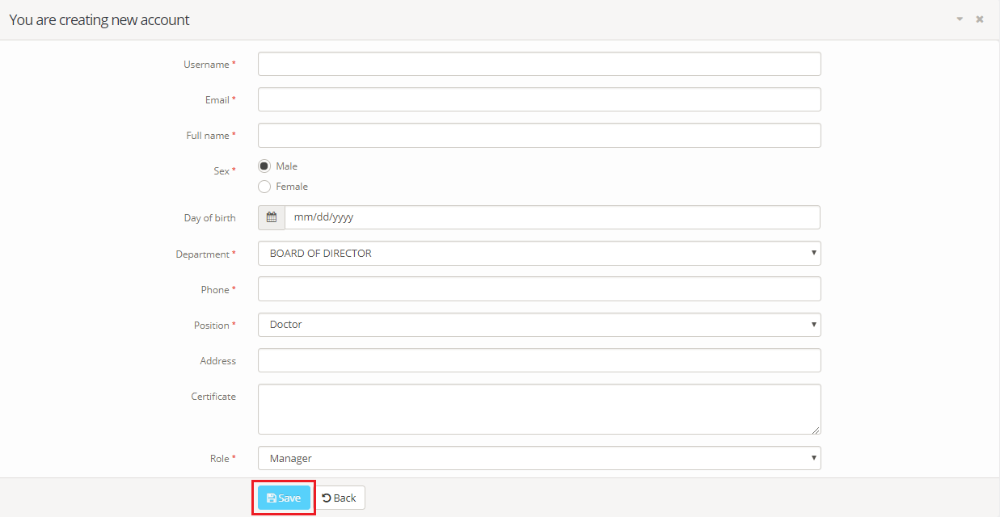 You are creating new account
Username *
Email *
Full name *
Sex * Male
Female
Day of birth mm/dd/yyyy
Department * BOARD OF DIRECTOR
Phone *
Position * Doctor
Address
Certificate
Role * Manager
Save Back